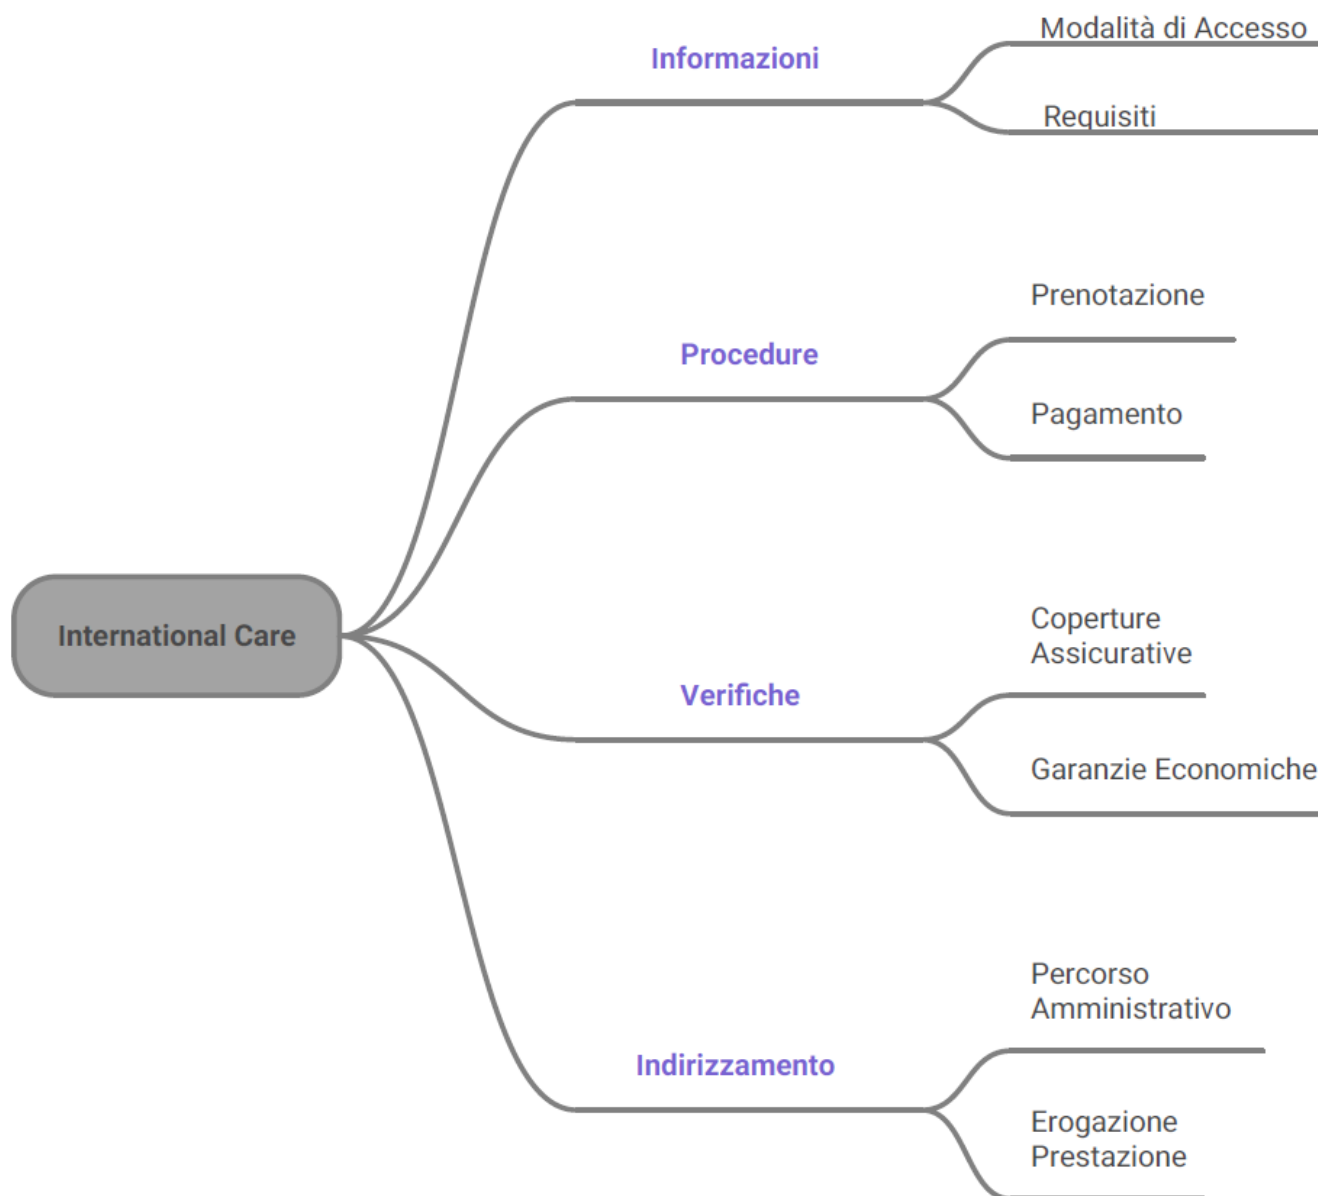 Informazioni
Modalità di Accesso
Requisiti
Procedure
Prenotazione
Pagamento
International Care
Verifiche
Coperture
Assicurative
Garanzie Economiche
Indirizzamento
Percorso
Amministrativo
Erogazione
Prestazione